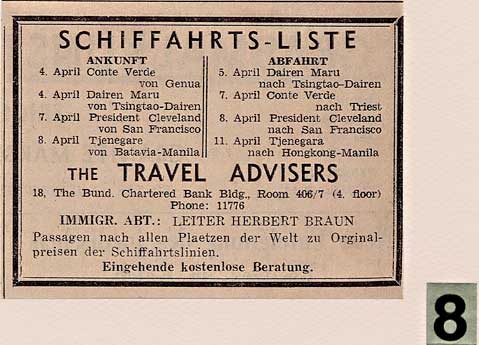 SCHIFFAHRTS-LISTE
ANKUNFT
4. April Conte Verde
von Genua
4. April Dairen Maru
von Tsingtao-Dairen
7. April President Cleveland
von San Francisco
8. April Tjenegare
von Batavia-Manila
ABFAHRT
5. April Dairen Maru
nach Tsingtao-Dairen
7. April Conte Verde
nach Triest
8. April President Cleveland
nach San Francisco
11. April Tjenegara
nach Hongkong-Manila
THE TRAVEL ADVISERS
18, The Bund. Chartered Bank Bldg., Room 406/7 (4. floor)
Phone: 11776
IMMIGR. ABT.: LEITER HERBERT BRAUN
Passagen nach allen Plaetzen der Welt zu Orginal-
preisen der Schiffahrtslinien.
Eingehende kostenlose Beratung.
8